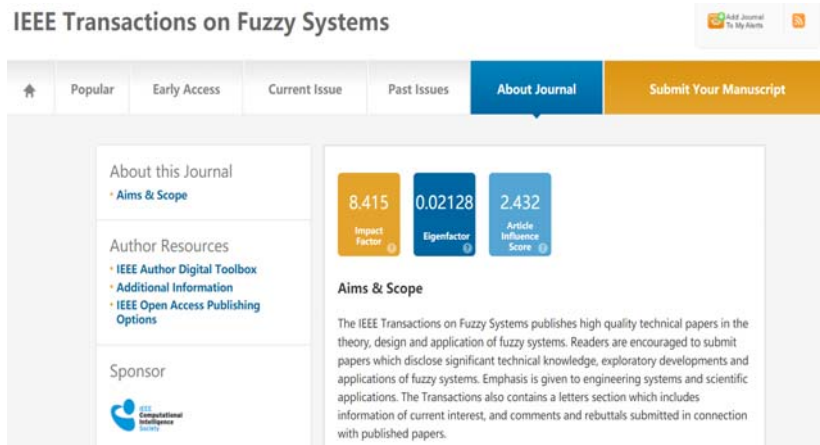 IEEE Transactions on Fuzzy Systems
Add Journal
To My Alerts
Popular
Early Access
Current Issue
Past Issues
About Journal
Submit Your Manuscript
About this Journal
• Aims & Scope
Author Resources
• IEEE Author Digital Toolbox
• Additional Information
• IEEE Open Access Publishing
Options
Sponsor
IEEE
Computational
Intelligence
Society
8.415
Impact
Factor
?
0.02128
Eigenfactor
?
2.432
Article
Influence
Score
?
Aims & Scope
The IEEE Transactions on Fuzzy Systems publishes high quality technical papers in the
theory, design and application of fuzzy systems. Readers are encouraged to submit
papers which disclose significant technical knowledge, exploratory developments and
applications of fuzzy systems. Emphasis is given to engineering systems and scientific
applications. The Transactions also contains a letters section which includes
information of current interest, and comments and rebuttals submitted in connection
with published papers.